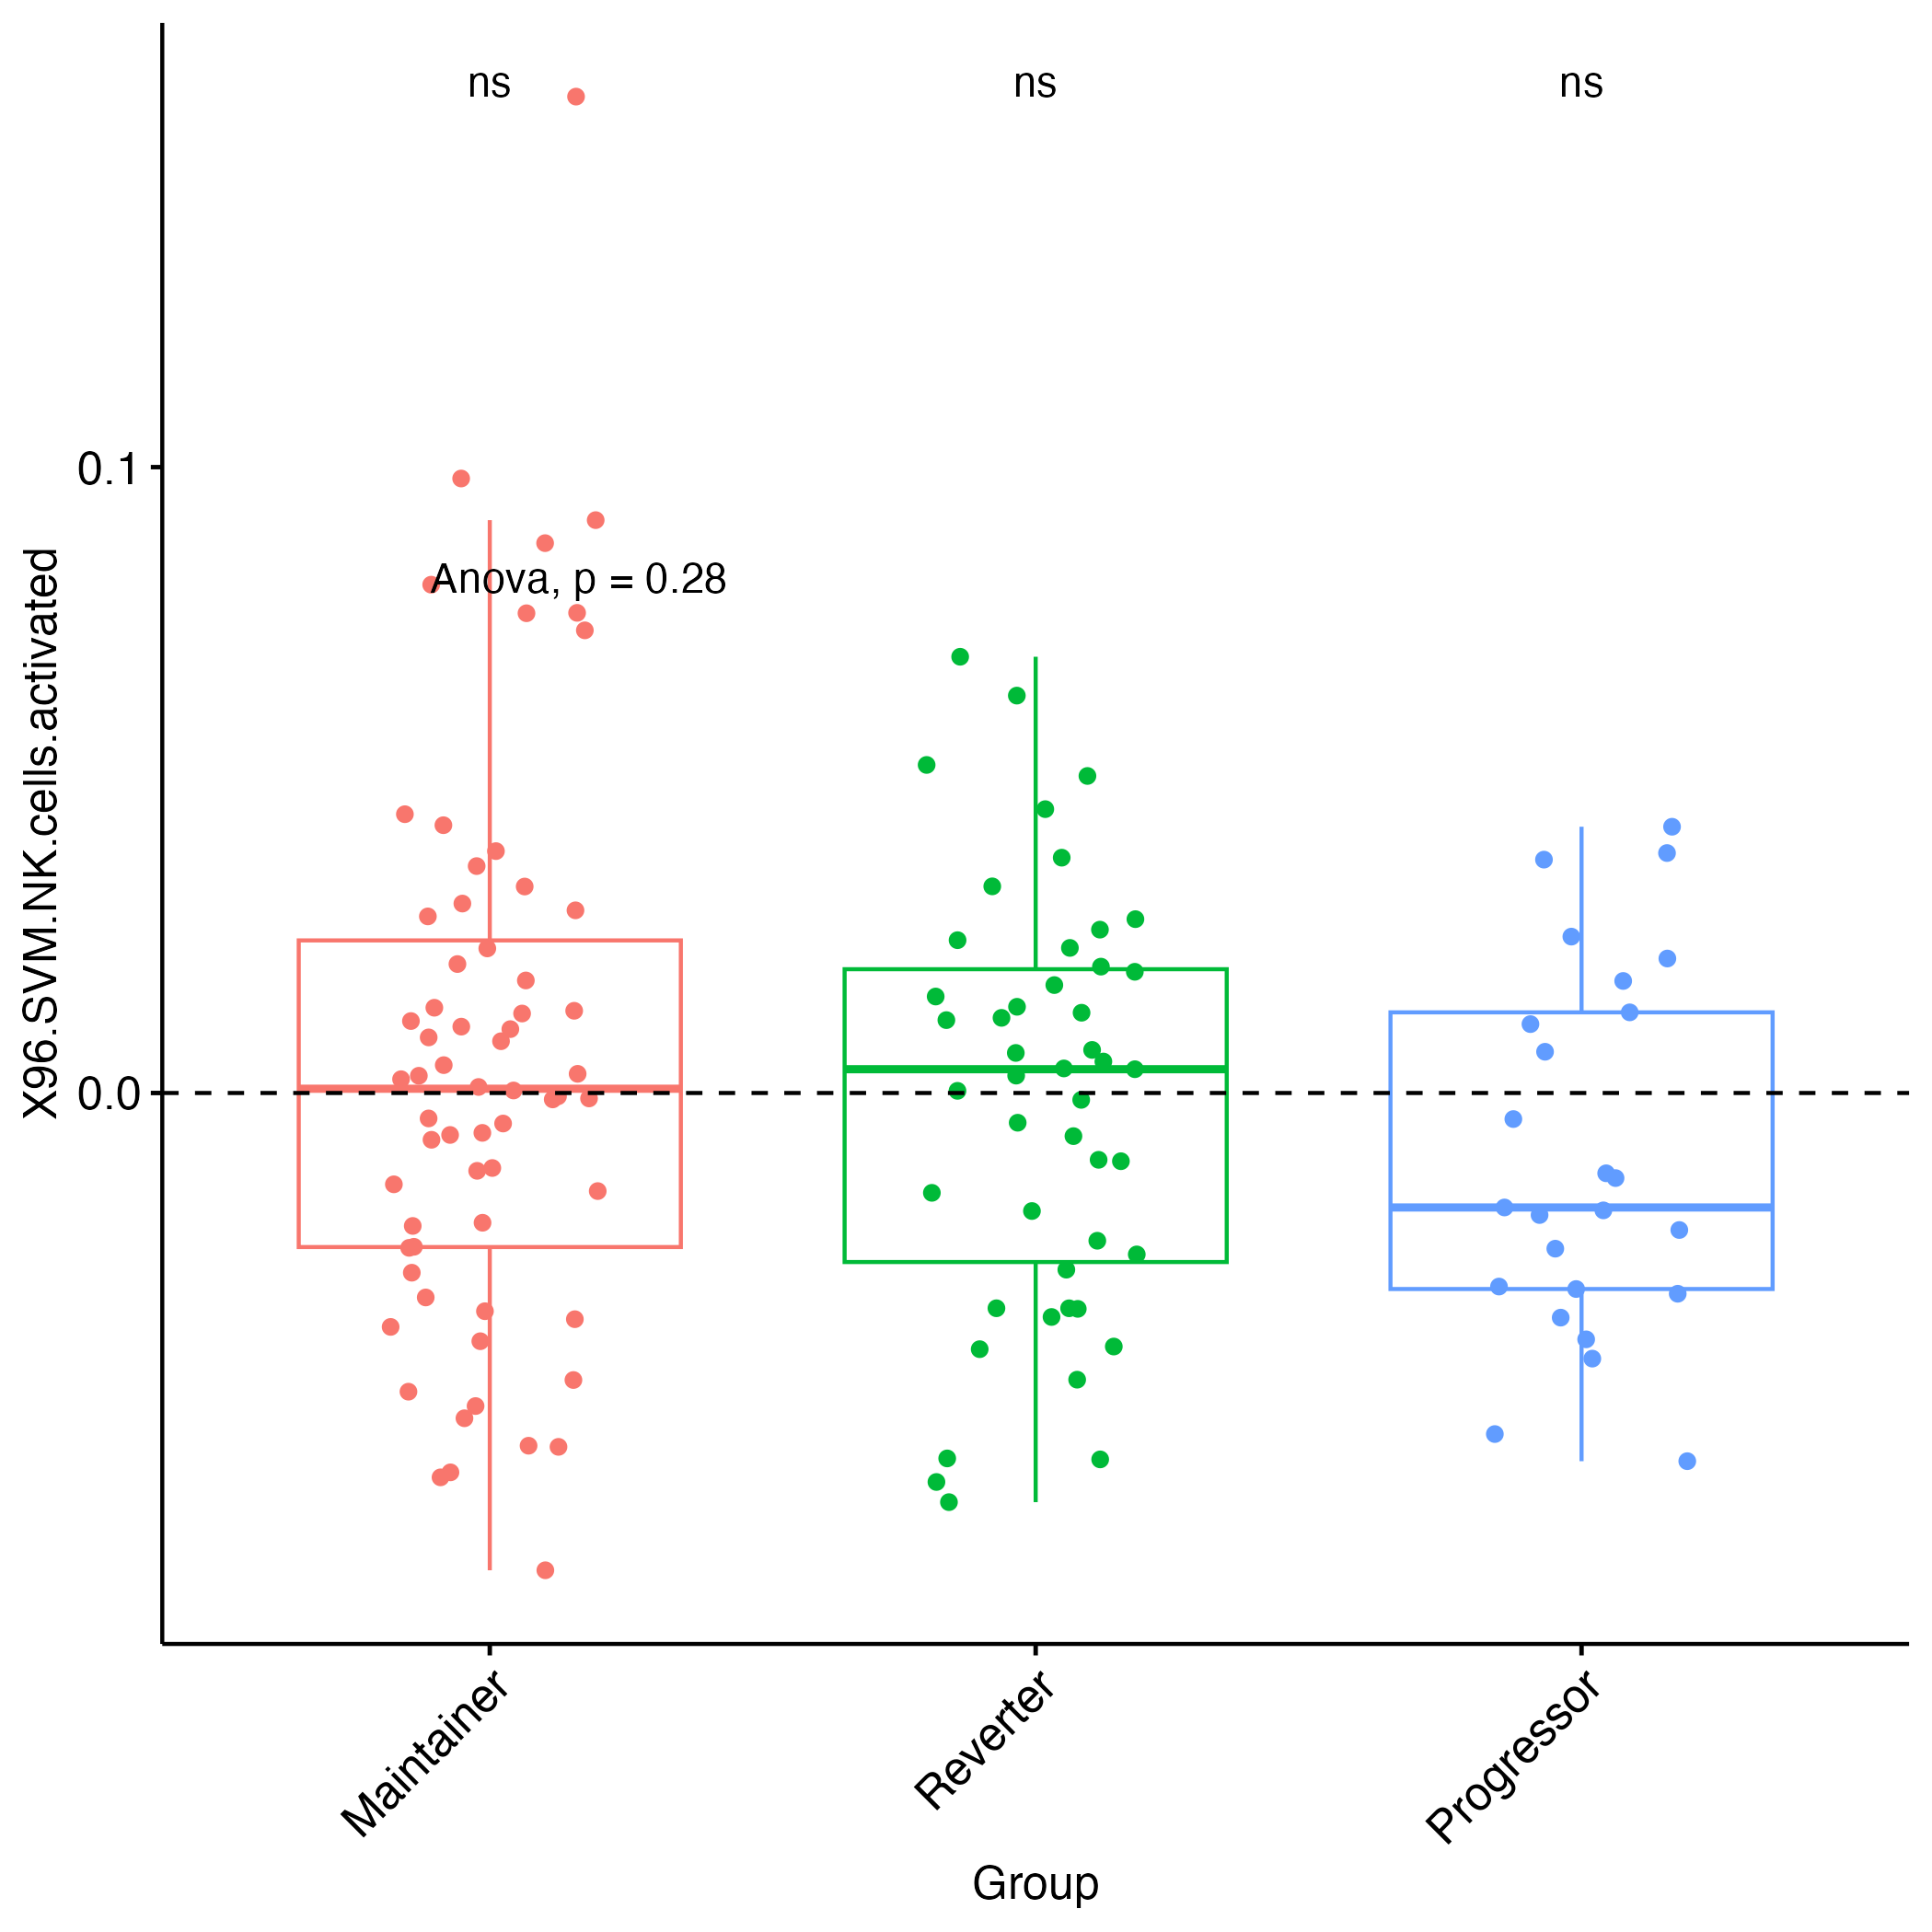 ns ns ns
0.1
Anova, p = 0.28
X96.SVM.NK.cells.activated
0.0
Maintainer Reverter Progressor
Group